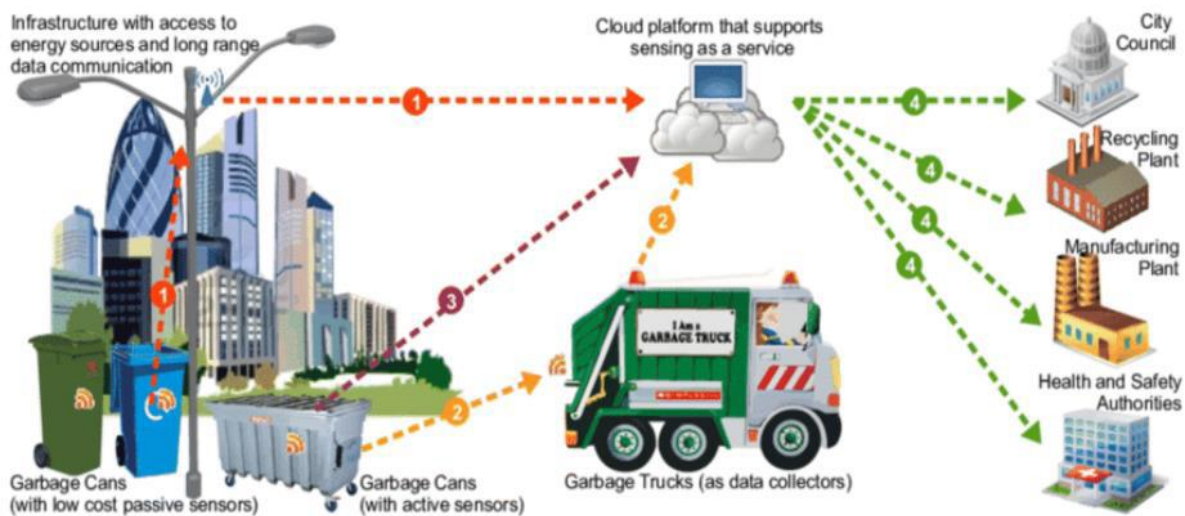 Infrastructure with access to
energy sources and long range
data communication
Cloud platform that supports
sensing as a service
City
Council
1
4
Recycling
Plant
4
2
4
Manufacturing
Plant
4
1
3
I Am a
GARBAGE TRUCK
2
Health and Safety
Authorities
Garbage Cans
(with low cost passive sensors)
Garbage Cans
(with active sensors)
Garbage Trucks (as data collectors)